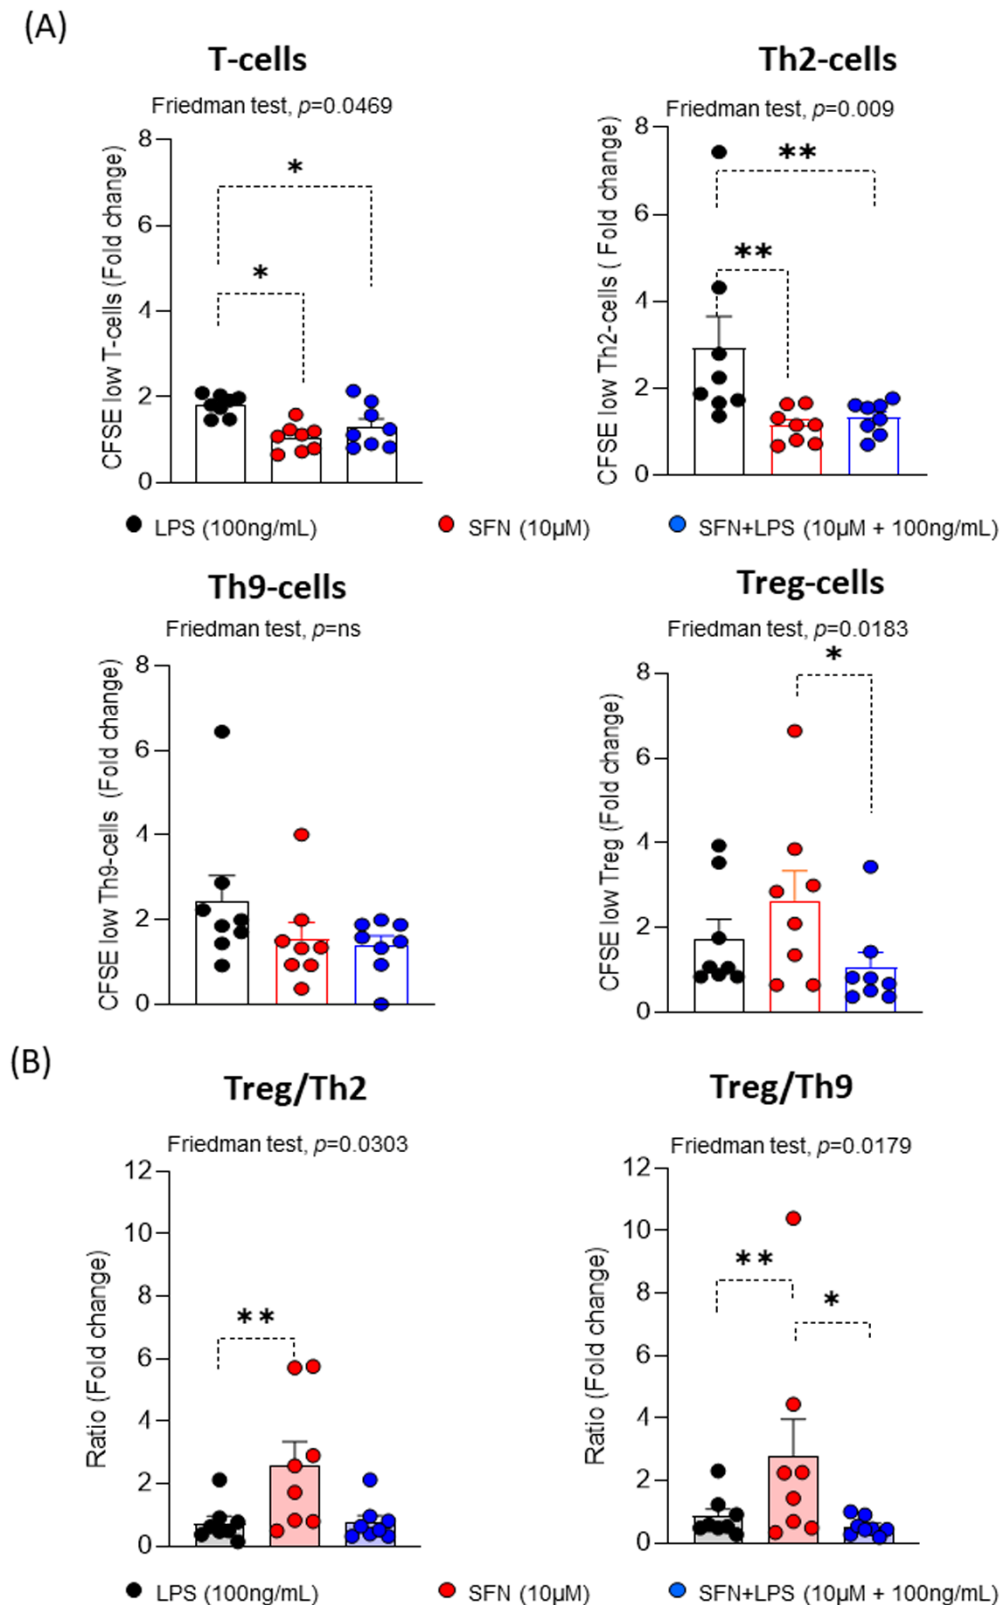 (A)
T-cells
Friedman test, p=0.0469
CFSE low T-cells (Fold change)
8
6
4
2
0
*
*
Th2-cells
Friedman test, p=0.009
CFSE low Th2-cells ( Fold change)
8
6
4
2
0
**
**
LPS (100ng/mL)
SFN (10µM)
SFN+LPS (10µM + 100ng/mL)
Th9-cells
Friedman test, p=ns
CFSE low Th9-cells (Fold change)
8
6
4
2
0
Treg-cells
Friedman test, p=0.0183
CFSE low Treg (Fold change)
8
6
4
2
0
*
(B)
Treg/Th2
Friedman test, p=0.0303
Ratio (Fold change)
12
10
8
6
4
2
0
**
Treg/Th9
Friedman test, p=0.0179
Ratio (Fold change)
12
10
8
6
4
2
0
**
*
LPS (100ng/mL)
SFN (10µM)
SFN+LPS (10µM + 100ng/mL)